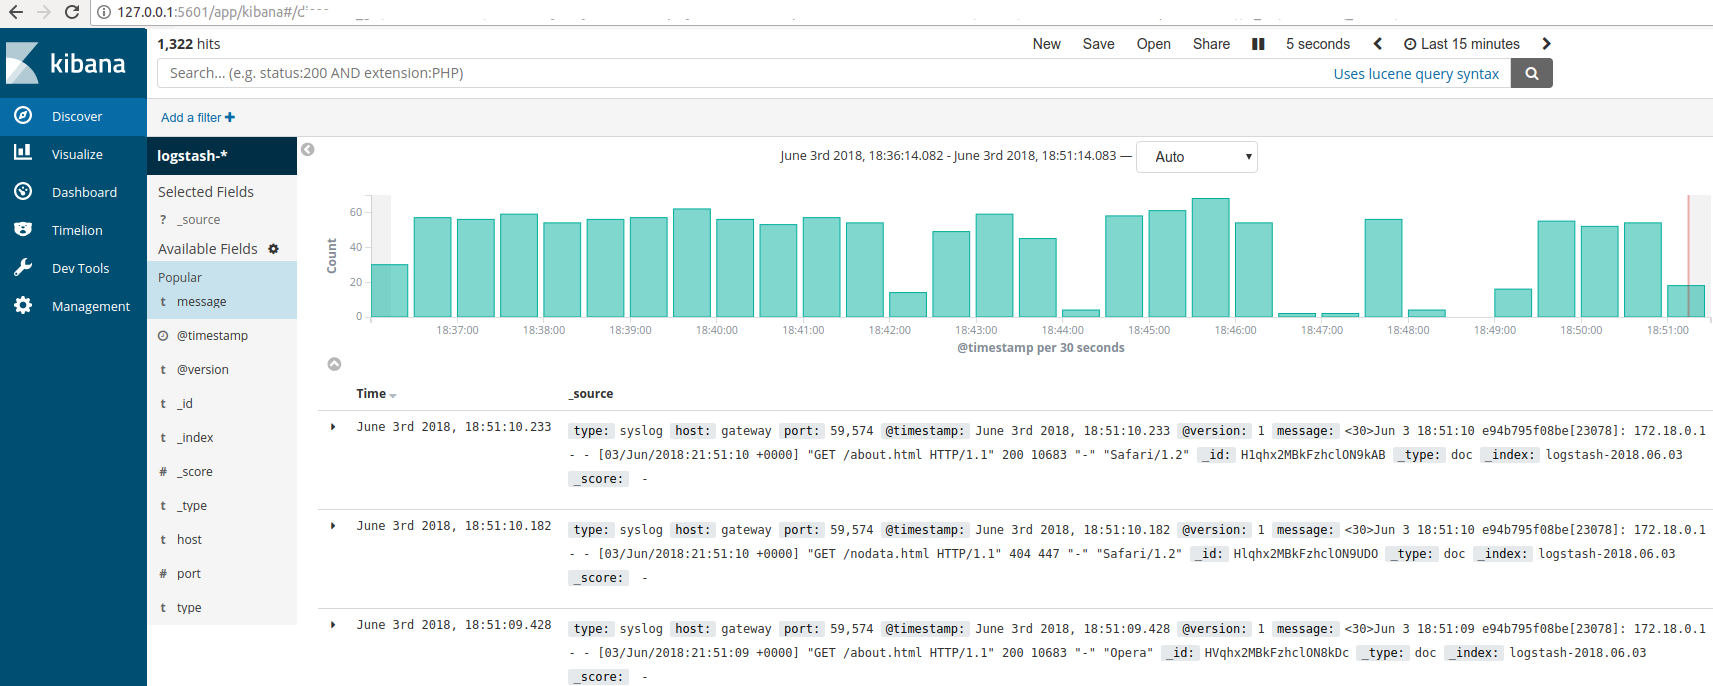 127.0.0.1:5601/app/kibana#/
kibana
Discover
Visualize
Dashboard
Timelion
Dev Tools
Management
1,322 hits
New Save Open Share 5 seconds Last 15 minutes
Search... (e.g. status:200 AND extension:PHP) Uses lucene query syntax
Add a filter
logstash-*
Selected Fields
? _source
Available Fields
Popular
t message
@timestamp
t @version
t _id
t _index
# _score
t _type
t host
# port
t type
June 3rd 2018, 18:36:14.082 - June 3rd 2018, 18:51:14.083 — Auto
Count
60
40
20
0
18:37:00 18:38:00 18:39:00 18:40:00 18:41:00 18:42:00 18:43:00 18:44:00 18:45:00 18:46:00 18:47:00 18:48:00 18:49:00 18:50:00 18:51:00
@timestamp per 30 seconds
Time _source
June 3rd 2018, 18:51:10.233 type: syslog host: gateway port: 59,574 @timestamp: June 3rd 2018, 18:51:10.233 @version: 1 message: <30>Jun 3 18:51:10 e94b795f08be[23078]: 172.18.0.1
- - [03/Jun/2018:21:51:10 +0000] "GET /about.html HTTP/1.1" 200 10683 "-" "Safari/1.2" _id: H1qhx2MBkFzhclON9kAB _type: doc _index: logstash-2018.06.03
_score: -
June 3rd 2018, 18:51:10.182 type: syslog host: gateway port: 59,574 @timestamp: June 3rd 2018, 18:51:10.182 @version: 1 message: <30>Jun 3 18:51:10 e94b795f08be[23078]: 172.18.0.1
- - [03/Jun/2018:21:51:10 +0000] "GET /nodata.html HTTP/1.1" 404 447 "-" "Safari/1.2" _id: Hlqhx2MBkFzhclON9UDO _type: doc _index: logstash-2018.06.03
_score: -
June 3rd 2018, 18:51:09.428 type: syslog host: gateway port: 59,574 @timestamp: June 3rd 2018, 18:51:09.428 @version: 1 message: <30>Jun 3 18:51:09 e94b795f08be[23078]: 172.18.0.1
- - [03/Jun/2018:21:51:09 +0000] "GET /about.html HTTP/1.1" 200 10683 "-" "Opera" _id: HVqhx2MBkFzhclON8kDc _type: doc _index: logstash-2018.06.03
_score: -